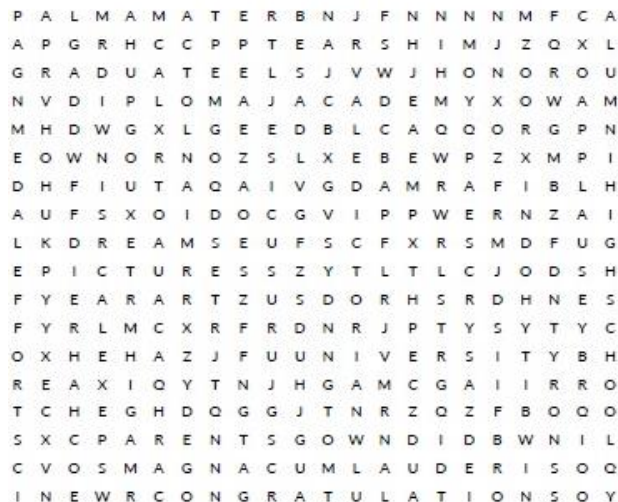 P A L M A M A T E R B N J F N N N N M F C A
A P G R H C C P P T E A R S H I M J Z Q X L
G R A D U A T E E L S J V W J H O N O R O U
N V D I P L O M A J A C A D E M Y X O W A M
M H D W G X L G E E D B L C A Q Q O R G P N
E O W N O R N O Z S L X E B E W P Z X M P I
D H F I U T A Q A I V G D A M R A F I B L H
A U F S X O I D O C G V I P P W E R N Z A I
L K D R E A M S E U F S C F X R S M D F U G
E P I C T U R E S S Z Y T L T L C J O D S H
F Y E A R A R T Z U S D O R H S R D H N E S
F Y R L M C X R F R D N R J P T Y S Y T Y C
O X H E H A Z J F U U N I V E R S I T Y B H
R E A X I Q Y T N J H G A M C G A I I R R O
T C H E G H D Q G G J T N R Z Q Z F B O Q O
S X C P A R E N T S G O W N D I D B W N I L
C V O S M A G N A C U M L A U D E R I S O Q
I N E W R C O N G R A T U L A T I O N S O Y